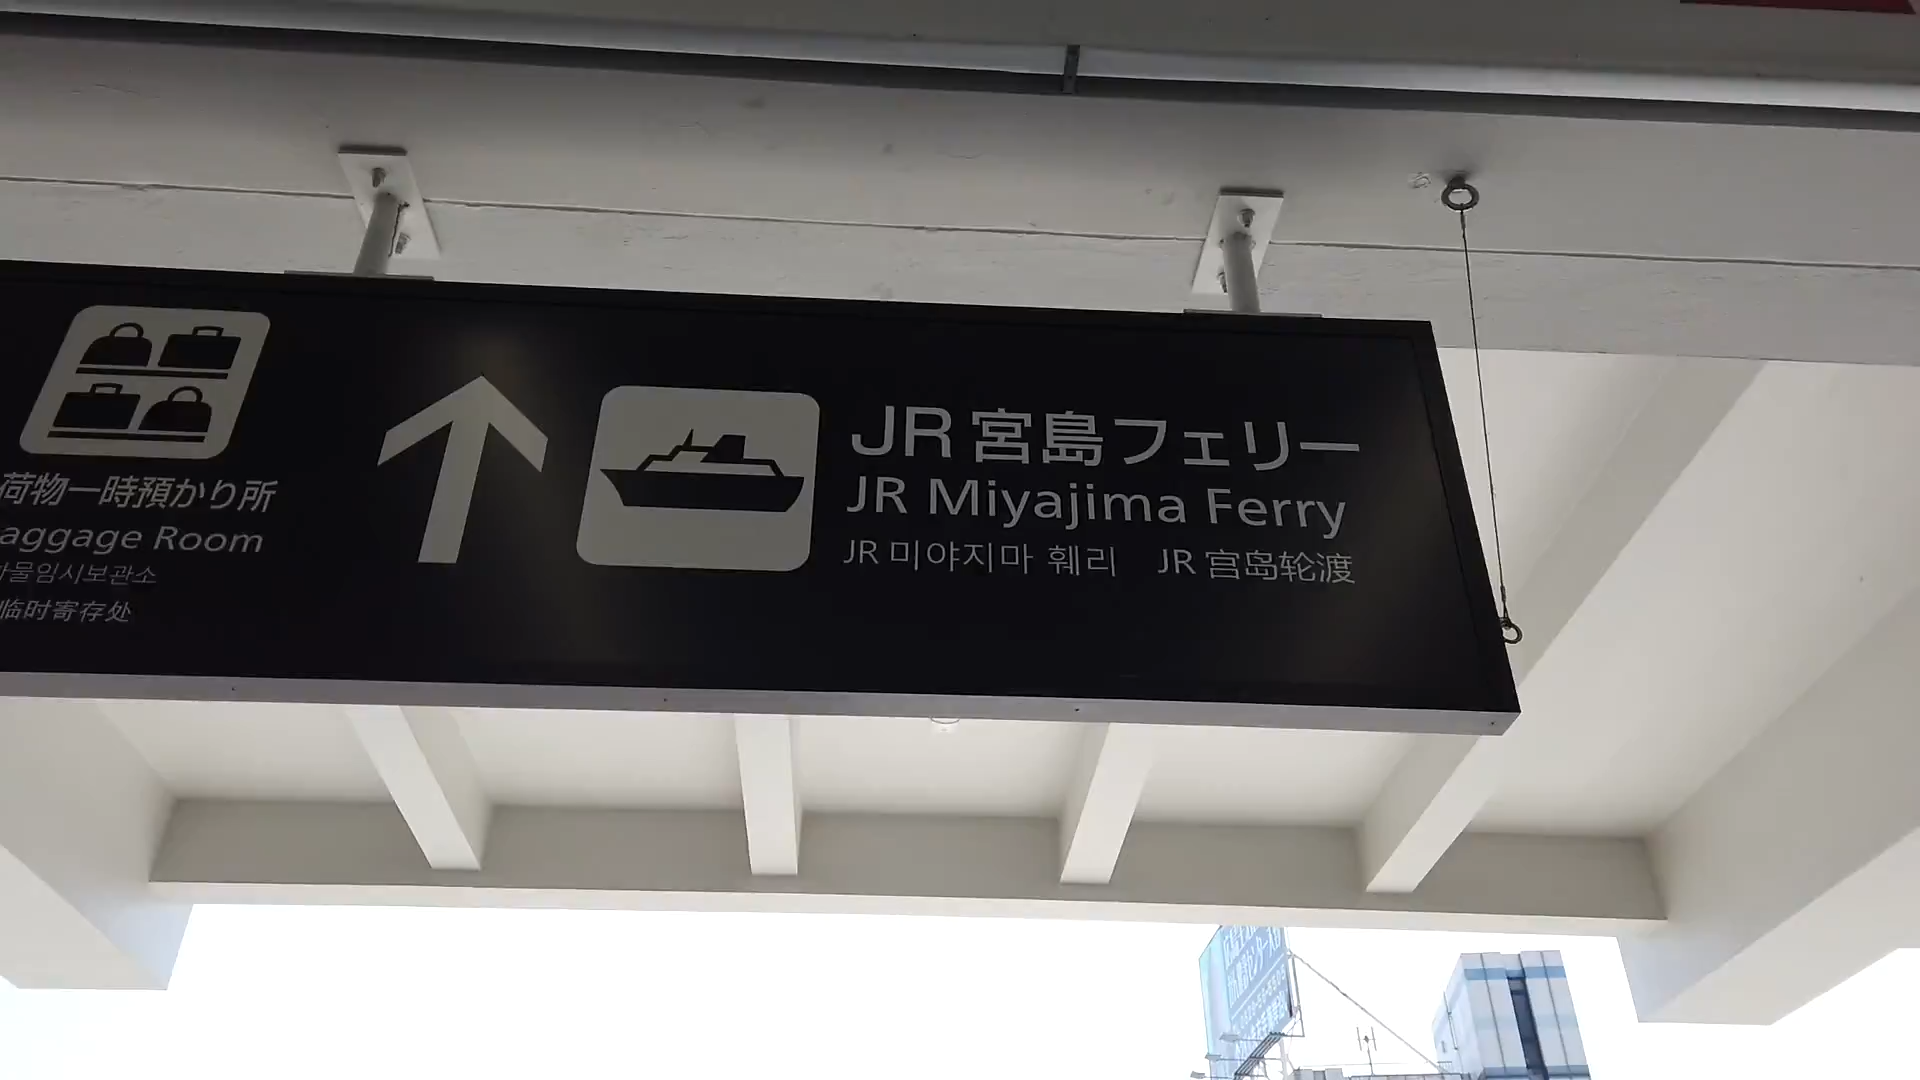 荷物一時預かり所
aggage Room
물임시보관소
临时寄存处
JR 宮島フェリー
JR Miyajima Ferry
JR 미야지마 훼리 JR 宫岛轮渡